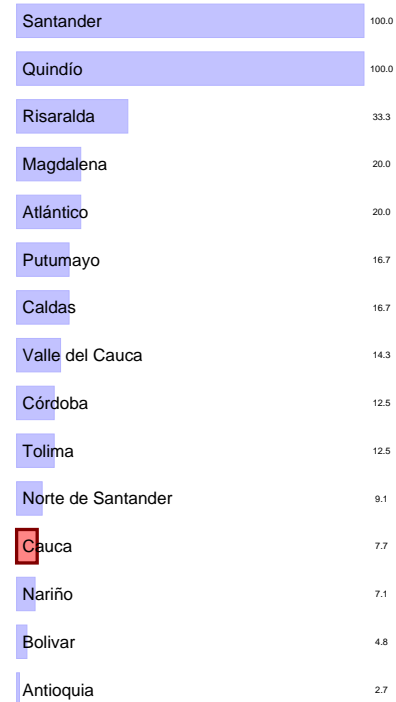 Santander 100.0
Quindío 100.0
Risaralda 33.3
Magdalena 20.0
Atlántico 20.0
Putumayo 16.7
Caldas 16.7
Valle del Cauca 14.3
Córdoba 12.5
Tolima 12.5
Norte de Santander 9.1
Cauca 7.7
Nariño 7.1
Bolivar 4.8
Antioquia 2.7